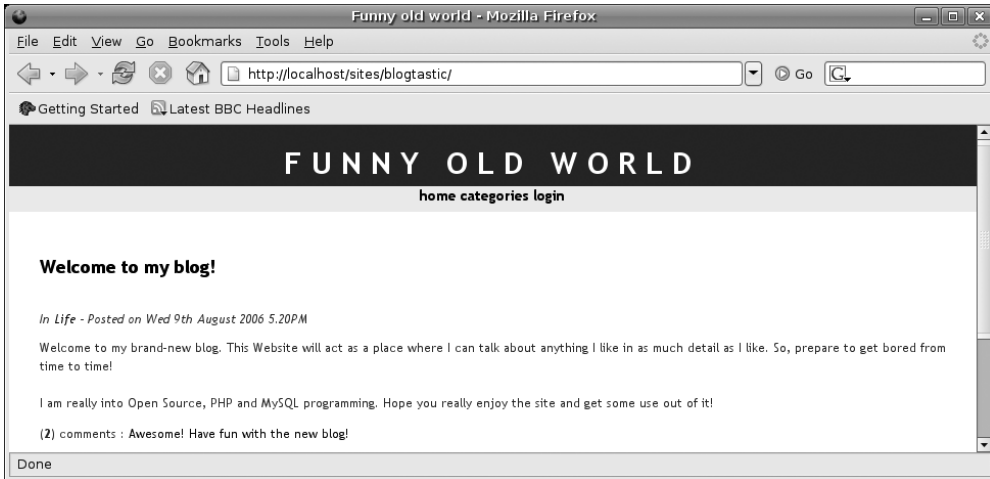 Funny old world - Mozilla Firefox
File Edit View Go Bookmarks Tools Help
http://localhost/sites/blogtastic/ Go G
Getting Started Latest BBC Headlines
FUNNY OLD WORLD
home categories login
Welcome to my blog!
In Life - Posted on Wed 9th August 2006 5.20PM
Welcome to my brand-new blog. This Website will act as a place where I can talk about anything I like in as much detail as I like. So, prepare to get bored from
time to time!
I am really into Open Source, PHP and MySQL programming. Hope you really enjoy the site and get some use out of it!
(2) comments : Awesome! Have fun with the new blog!
Done